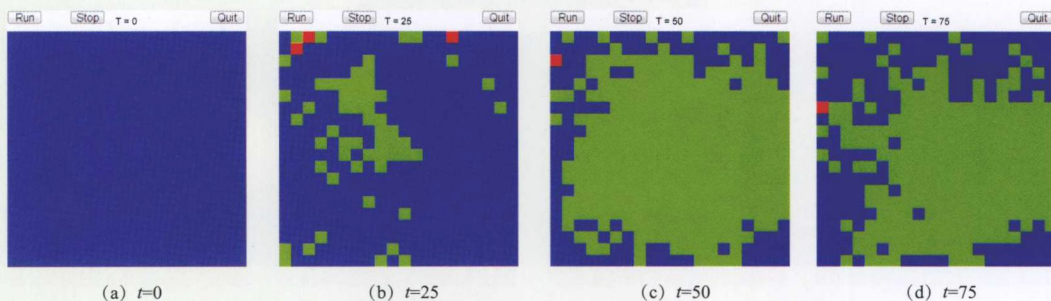 Run Stop T = 0 Quit
Run Stop T = 25 Quit
Run Stop T = 50 Quit
Run Stop T = 75 Quit
(a) t=0
(b) t=25
(c) t=50
(d) t=75